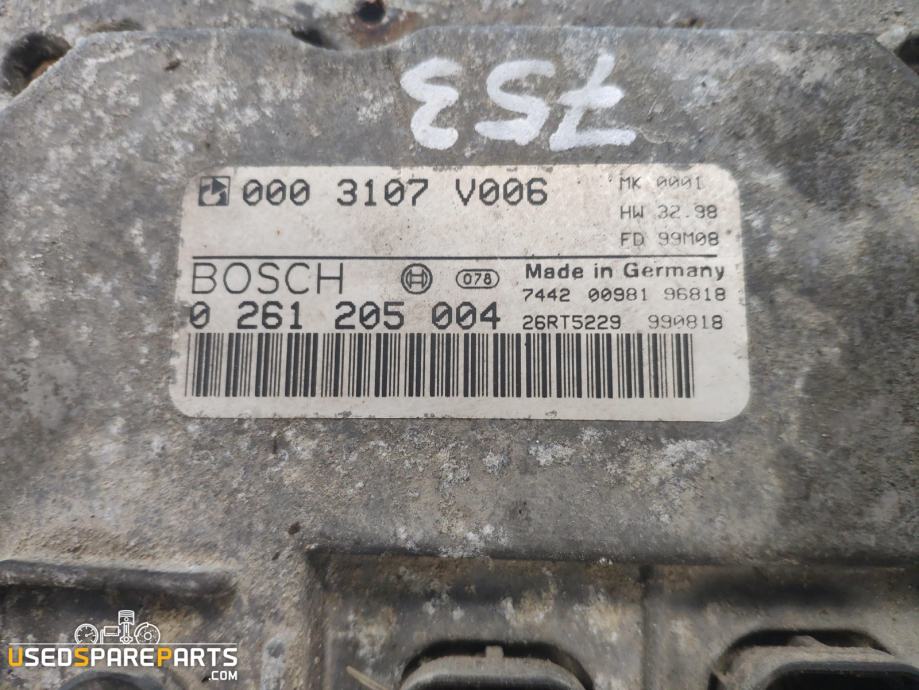 753
000 3107 V006
MK 0001
HW 32.98
FD 99M08
BOSCH
078
Made in Germany
7442 00981 96818
0 261 205 004
26RT5229 990818
USEDSPAREPARTS
.COM